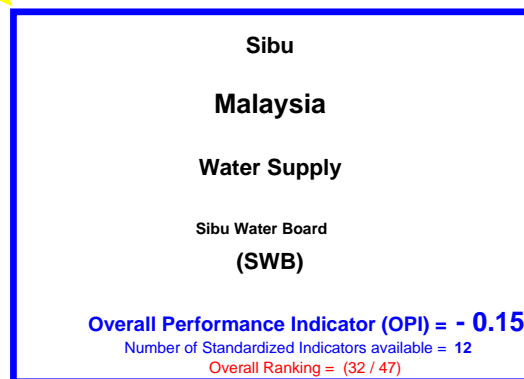 Sibu
Malaysia
Water Supply
Sibu Water Board
(SWB)
Overall Performance Indicator (OPI) = - 0.15
Number of Standardized Indicators available = 12
Overall Ranking = (32 / 47)